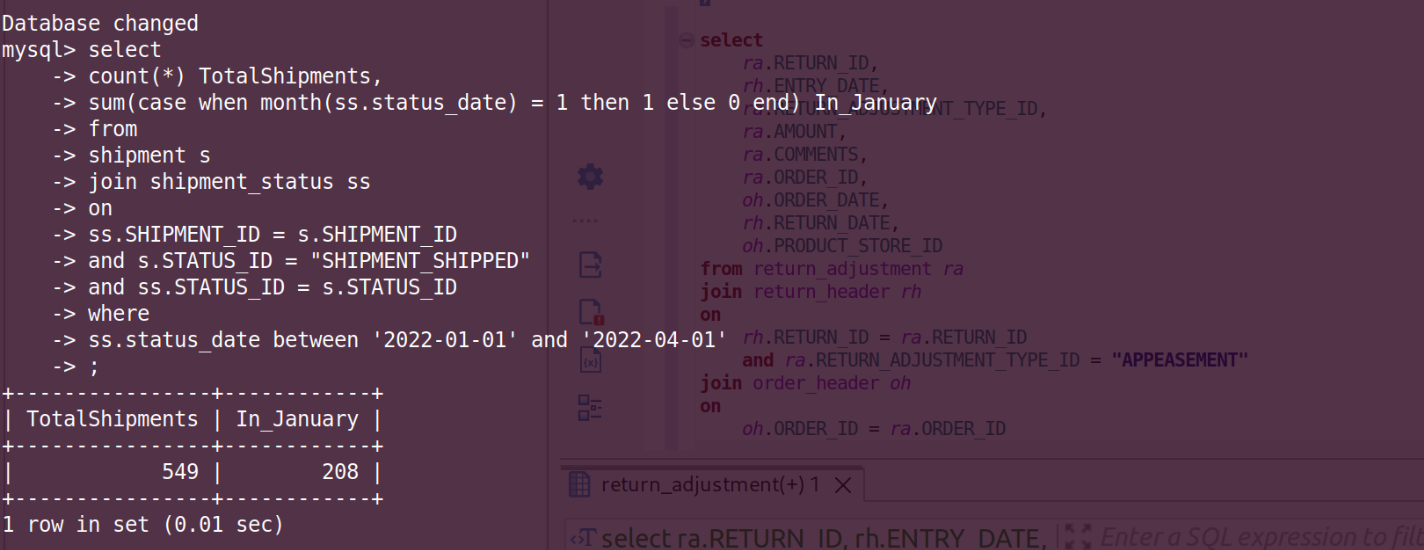 Database changed
mysql> select
    -> count(*) TotalShipments,
    -> sum(case when month(ss.status_date) = 1 then 1 else 0 end) In_January
    -> from
    -> shipment s
    -> join shipment_status ss
    -> on
    -> ss.SHIPMENT_ID = s.SHIPMENT_ID
    -> and s.STATUS_ID = "SHIPMENT_SHIPPED"
    -> and ss.STATUS_ID = s.STATUS_ID
    -> where
    -> ss.status_date between '2022-01-01' and '2022-04-01'
    -> ;
+----------------+------------+
| TotalShipments | In_January |
+----------------+------------+
|            549 |        208 |
+----------------+------------+
1 row in set (0.01 sec)
select
ra.RETURN_ID,
rh.ENTRY_DATE,
ra.RETURN_ADJUSTMENT_TYPE_ID,
ra.AMOUNT,
ra.COMMENTS,
ra.ORDER_ID,
oh.ORDER_DATE,
rh.RETURN_DATE,
oh.PRODUCT_STORE_ID
from return_adjustment ra
join return_header rh
on
rh.RETURN_ID = ra.RETURN_ID
and ra.RETURN_ADJUSTMENT_TYPE_ID = "APPEASEMENT"
join order_header oh
on
oh.ORDER_ID = ra.ORDER_ID
return_adjustment(+) 1
select ra.RETURN_ID, rh.ENTRY_DATE, Enter a SQL expression to